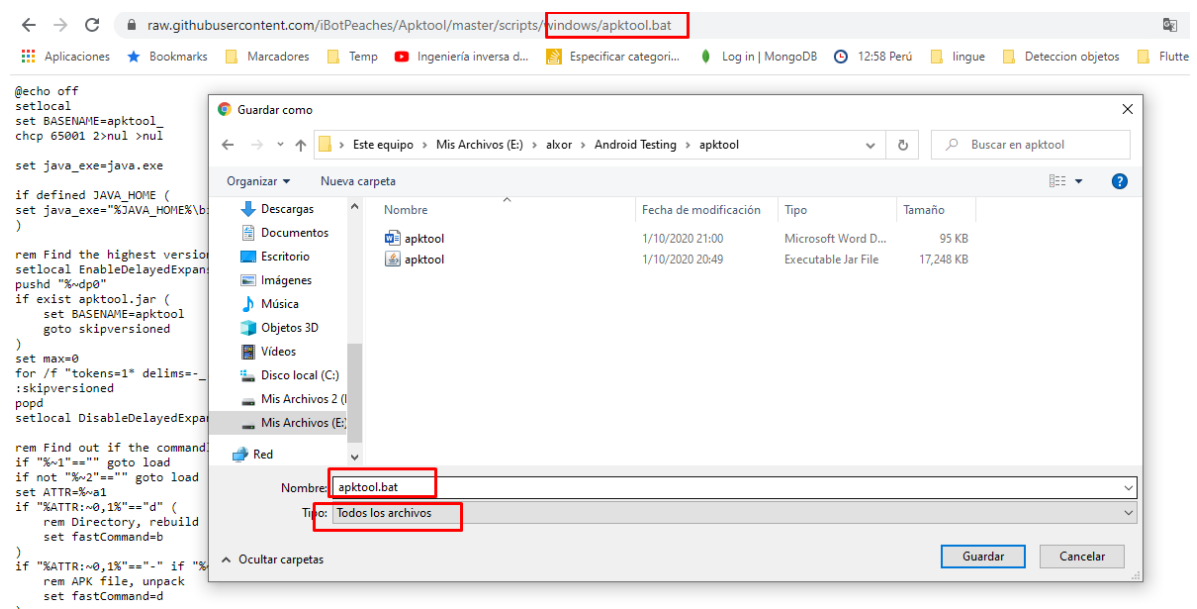 raw.githubusercontent.com/iBotPeaches/Apktool/master/scripts/windows/apktool.bat
Aplicaciones Bookmarks Marcadores Temp Ingeniería inversa d... Especificar categori... Log in | MongoDB 12:58 Perú lingue Deteccion objetos Flutte
@echo off
setlocal
set BASENAME=apktool_
chcp 65001 2>nul >nul
set java_exe=java.exe
if defined JAVA_HOME (
set java_exe="%JAVA_HOME%\bi
)
rem Find the highest version
setlocal EnableDelayedExpans
pushd "%~dp0"
if exist apktool.jar (
set BASENAME=apktool
goto skipversioned
)
set max=0
for /f "tokens=1* delims=-_
:skipversioned
popd
setlocal DisableDelayedExpan
rem Find out if the command
if "%~1"=="" goto load
if not "%~2"=="" goto load
set ATTR=%~a1
if "%ATTR:~0,1%"=="d" (
rem Directory, rebuild
set fastCommand=b
)
if "%ATTR:~0,1%"=="-" if "%
rem APK file, unpack
set fastCommand=d
Guardar como
Este equipo > Mis Archivos (E:) > alxor > Android Testing > apktool
Buscar en apktool
Organizar Nueva carpeta
Nombre Fecha de modificación Tipo Tamaño
apktool 1/10/2020 21:00 Microsoft Word D... 95 KB
apktool 1/10/2020 20:49 Executable Jar File 17,248 KB
Descargas
Documentos
Escritorio
Imágenes
Música
Objetos 3D
Vídeos
Disco local (C:)
Mis Archivos 2 (
Mis Archivos (E:
Red
Nombre: apktool.bat
Tipo: Todos los archivos
Ocultar carpetas
Guardar
Cancelar